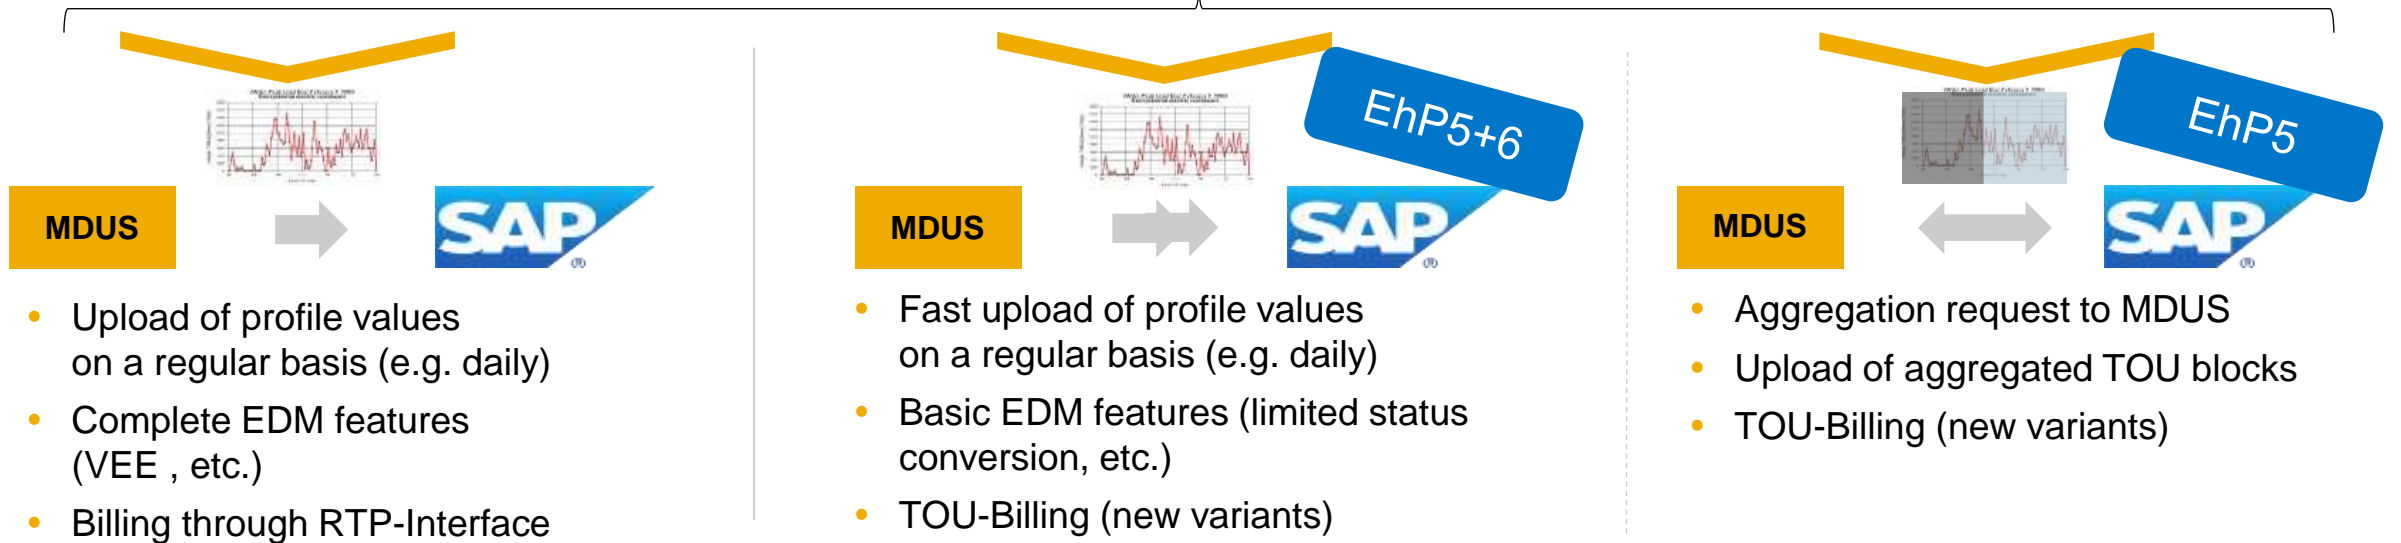 MDUS
SAP
®
Upload of profile values
on a regular basis (e.g. daily)
Complete EDM features
(VEE , etc.)
Billing through RTP-Interface
EhP5+6
MDUS
SAP
®
Fast upload of profile values
on a regular basis (e.g. daily)
Basic EDM features (limited status
conversion, etc.)
TOU-Billing (new variants)
EhP5
MDUS
SAP
®
Aggregation request to MDUS
Upload of aggregated TOU blocks
TOU-Billing (new variants)